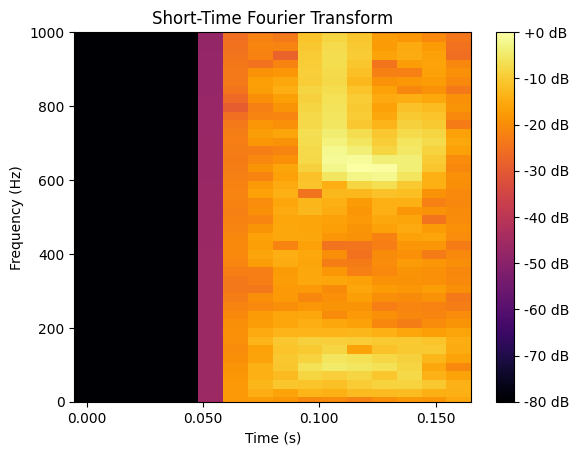 Short-Time Fourier Transform
Frequency (Hz)
1000
800
600
400
200
0
0.000
0.050
0.100
0.150
Time (s)
+0 dB
-10 dB
-20 dB
-30 dB
-40 dB
-50 dB
-60 dB
-70 dB
-80 dB